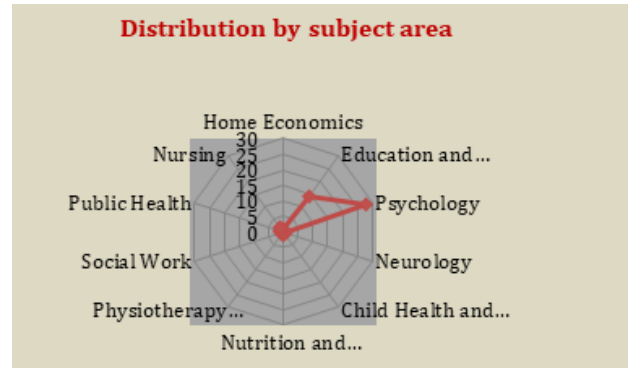 Distribution by subject area
Home Economics
30
Nursing
25
Education and...
20
15
Public Health
10
Psychology
5
0
Social Work
Neurology
Physiotherapy...
Child Health and...
Nutrition and...